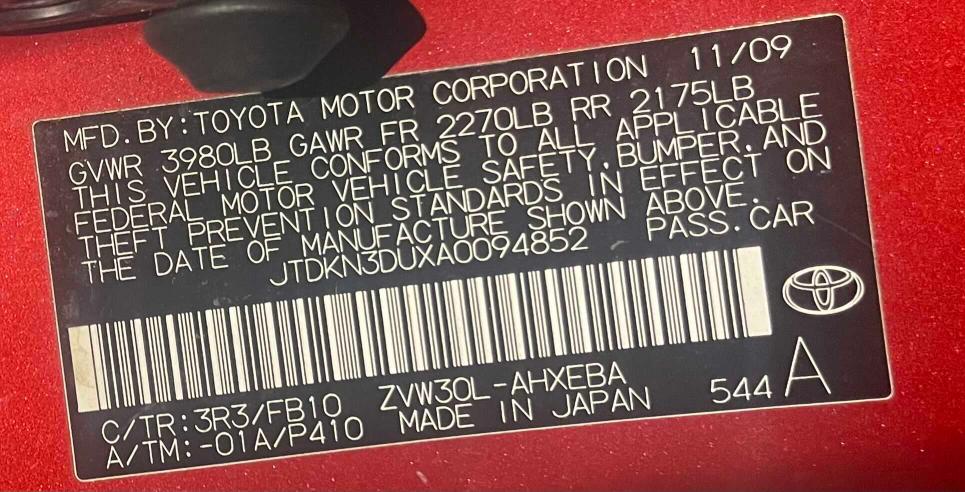 MFD. BY: TOYOTA MOTOR CORPORATION 11/09
GVWR 3980LB GAWR FR 2270LB RR 2175LB
THIS VEHICLE CONFORMS TO ALL APPLICABLE
FEDERAL MOTOR VEHICLE SAFETY, BUMPER, AND
THEFT PREVENTION STANDARDS IN EFFECT ON
THE DATE OF MANUFACTURE SHOWN ABOVE.
JTDKN3DUXA0094852 PASS. CAR
C/TR: 3R3/FB10 ZVW30L-AHXEBA
A/TM: -01A/P410 MADE IN JAPAN 544 A